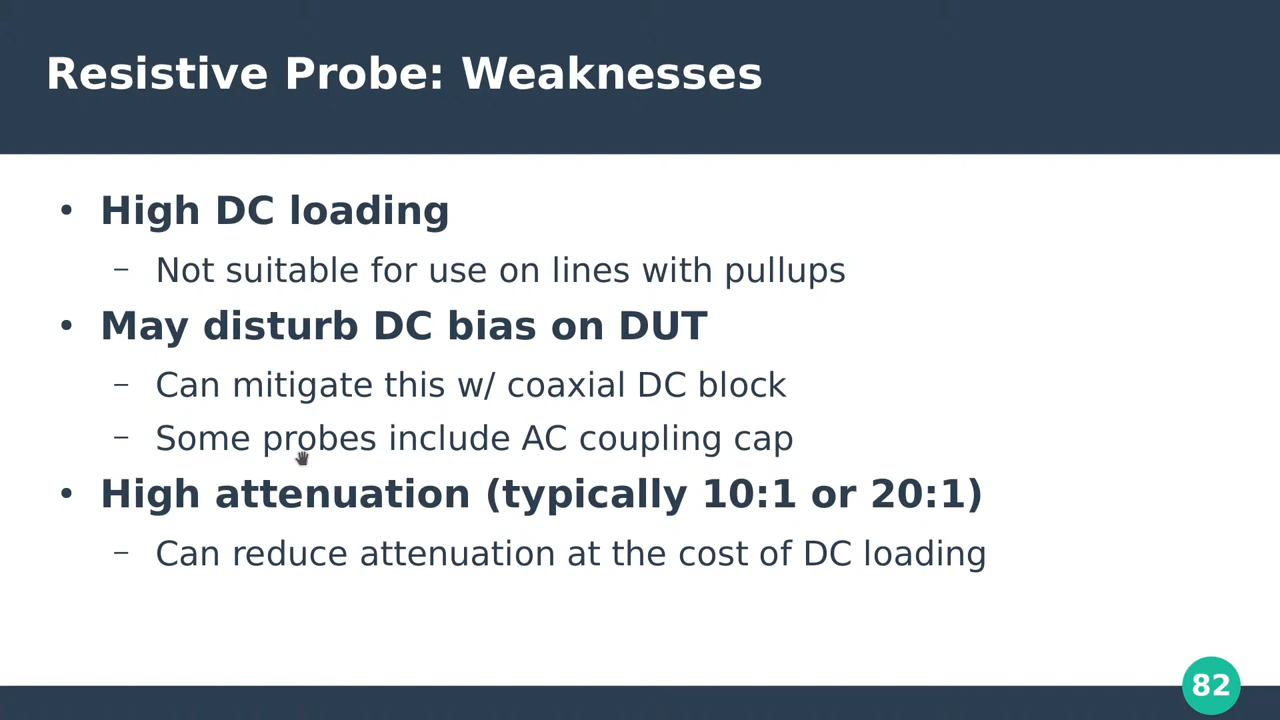 Resistive Probe: Weaknesses
• High DC loading
– Not suitable for use on lines with pullups
• May disturb DC bias on DUT
– Can mitigate this w/ coaxial DC block
– Some probes include AC coupling cap
• High attenuation (typically 10:1 or 20:1)
– Can reduce attenuation at the cost of DC loading
82